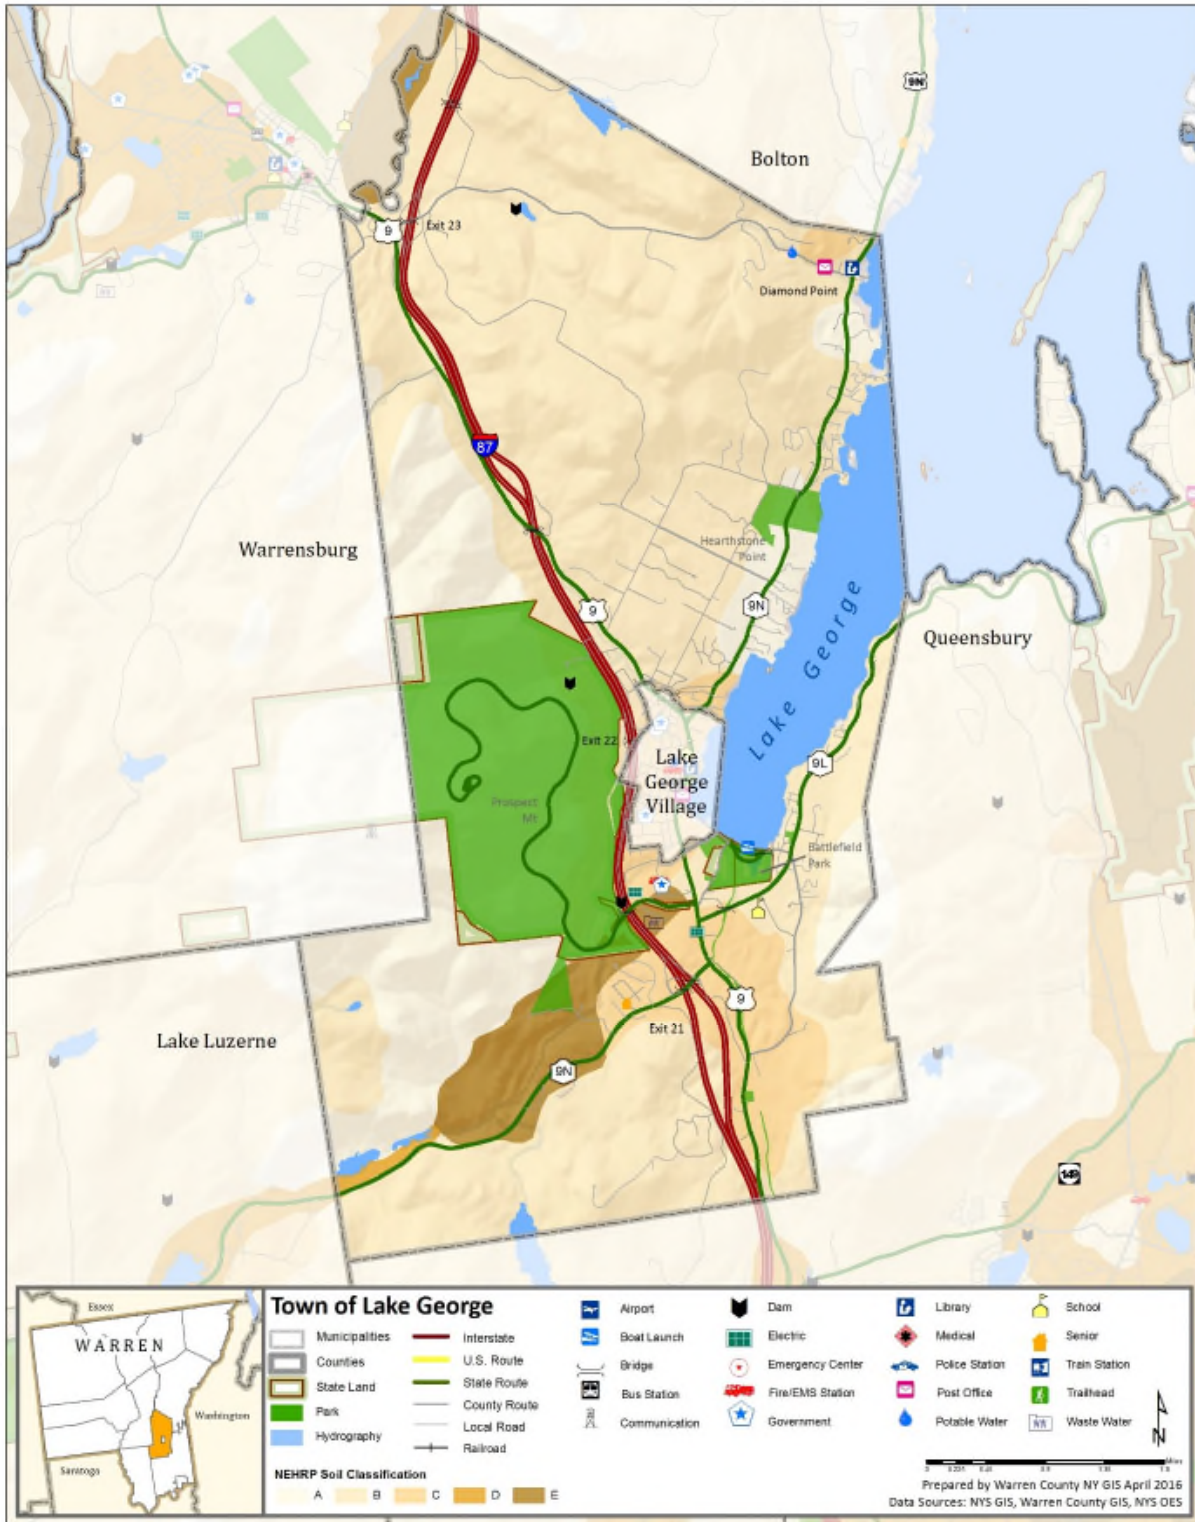 9N
Bolton
9
Exit 23
Diamond Point
87
Warrensburg
Hearthstone
Point
9
9N
Lake George
Queensbury
Exit 22
Lake
George
Village
9L
Prospect
Mt
Battlefield
Park
9
Exit 21
Lake Luzerne
9N
149
Essex
WARREN
Washington
Saratoga
Town of Lake George
Municipalities
Counties
State Land
Park
Hydrography
Interstate
U.S. Route
State Route
County Route
Local Road
Railroad
Airport
Boat Launch
Bridge
Bus Station
Communication
Dam
Electric
Emergency Center
Fire/EMS Station
Government
Library
Medical
Police Station
Post Office
Potable Water
School
Senior
Train Station
Trailhead
Waste Water
NEHRP Soil Classification
A B C D E
N
Miles
Prepared by Warren County NY GIS April 2016
Data Sources: NYS GIS, Warren County GIS, NYS OES